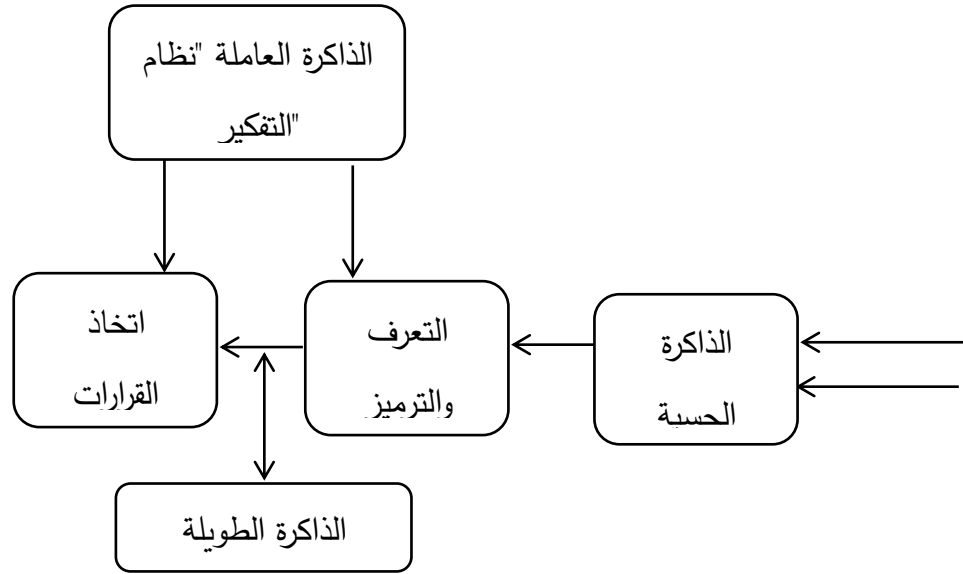 الذاكرة العاملة "نظام
التفكير"
الذاكرة
الحسية
التعرف
والترميز
اتخاذ
القرارات
الذاكرة الطويلة